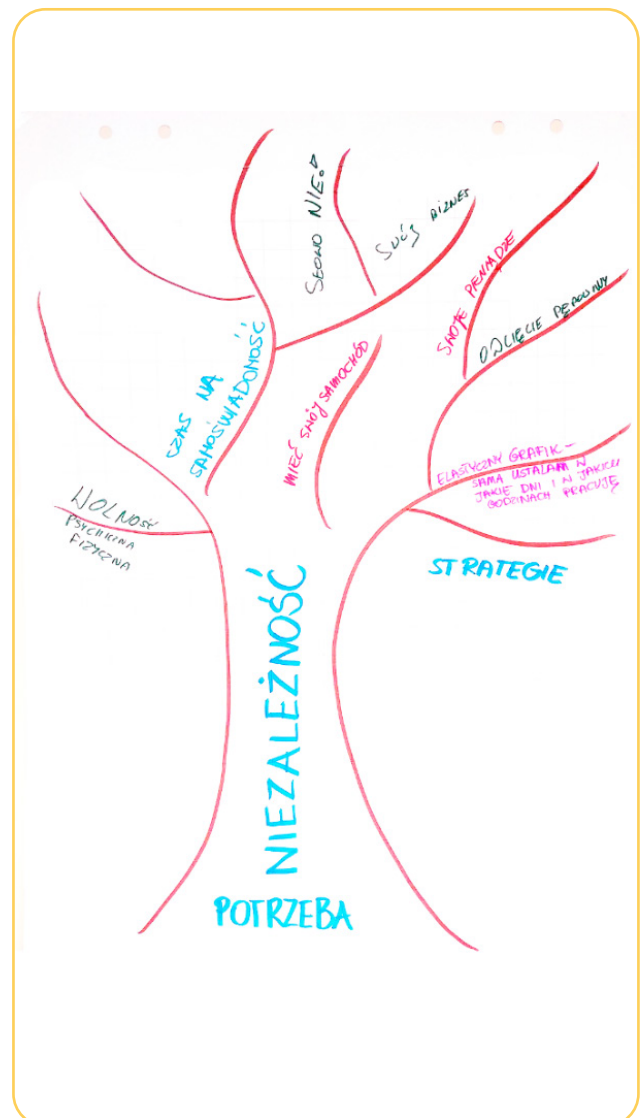 SŁOWO NIE!
SWÓJ BIZNES
SWOJE PIENIĄDZE
ODCIĘCIE PĘPOWINY
CZAS NA
SAMOŚWIADOMOŚĆ
MIEĆ SWÓJ SAMOCHÓD
ELASTYCZNY GRAFIK -
SAMA USTALAM W
JAKIE DNI I W JAKICH
GODZINACH PRACUJĘ
WOLNOŚĆ
PSYCHICZNA
FIZYCZNA
STRATEGIE
NIEZALEŻNOŚĆ
POTRZEBA